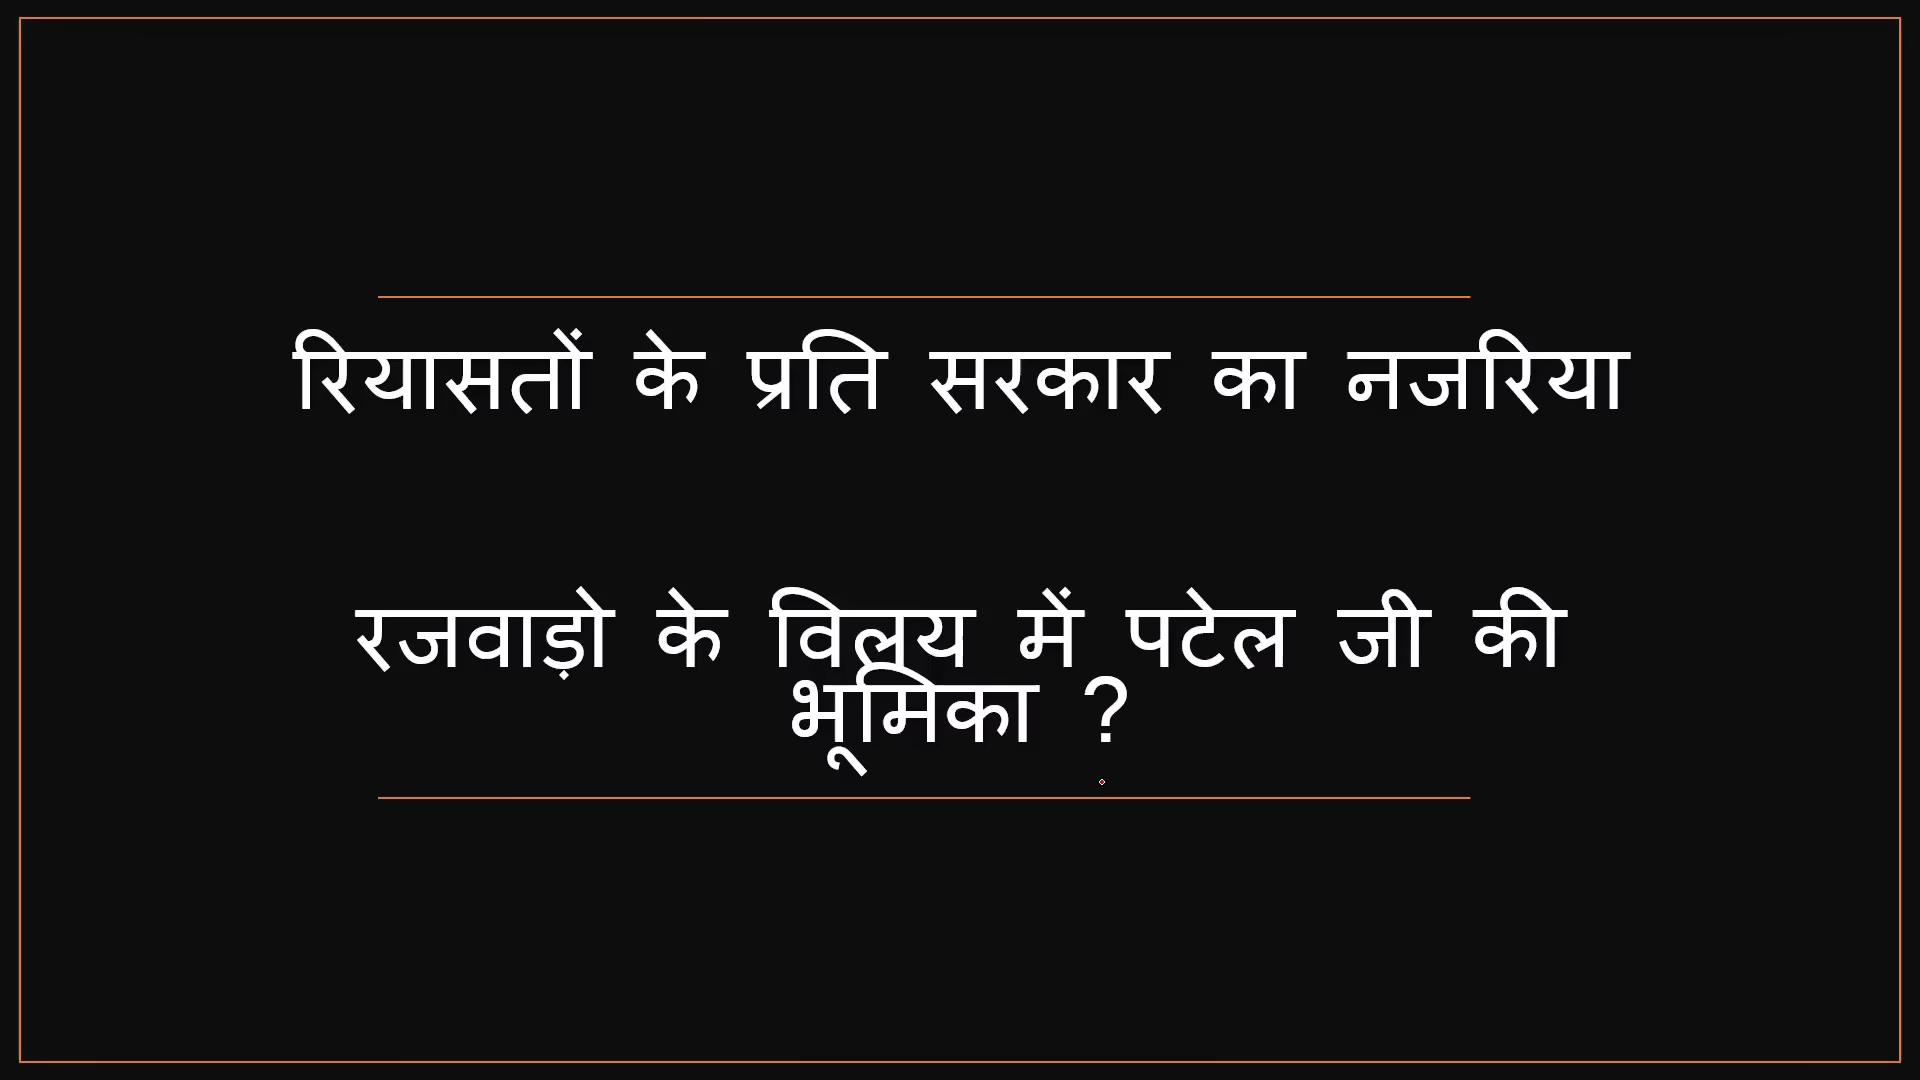 रियासतों के प्रति सरकार का नजरिया
रजवाड़ो के विलय में पटेल जी की
भूमिका ?